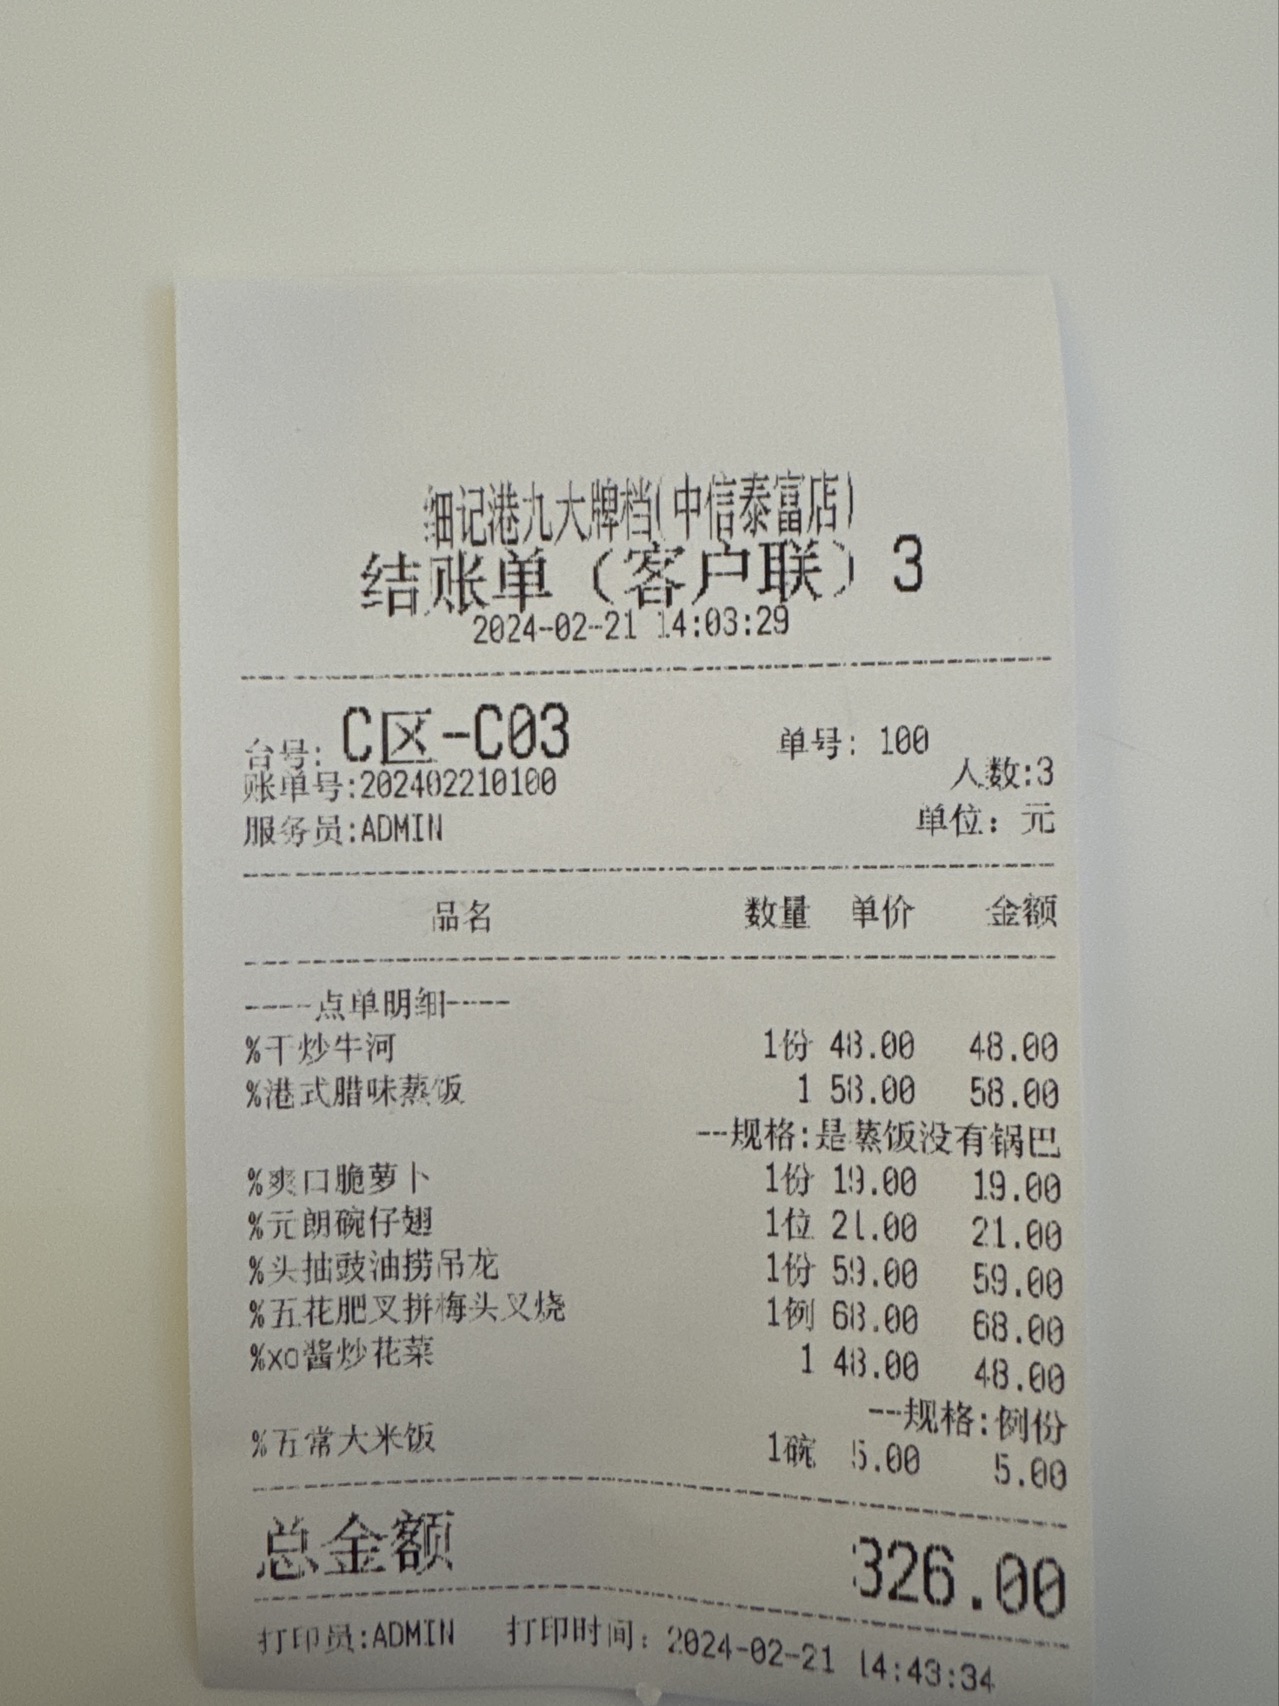 细记港九大牌档(中信泰富店)
结账单（客户联）3
2024-02-21 14:03:29
台号: C区-C03 单号: 100
账单号:202402210100 人数:3
服务员:ADMIN 单位: 元
品名 数量 单价 金额
-----点单明细-----
%干炒牛河 1份 48.00 48.00
%港式腊味蒸饭 1 58.00 58.00
--规格:是蒸饭没有锅巴
%爽口脆萝卜 1份 19.00 19.00
%元朗碗仔翅 1位 21.00 21.00
%头抽豉油捞吊龙 1份 59.00 59.00
%五花肥叉拼梅头叉烧 1例 68.00 68.00
%xo酱炒花菜 1 48.00 48.00
--规格:例份
%五常大米饭 1碗 5.00 5.00
总金额 326.00
打印员:ADMIN 打印时间: 2024-02-21 14:43:34